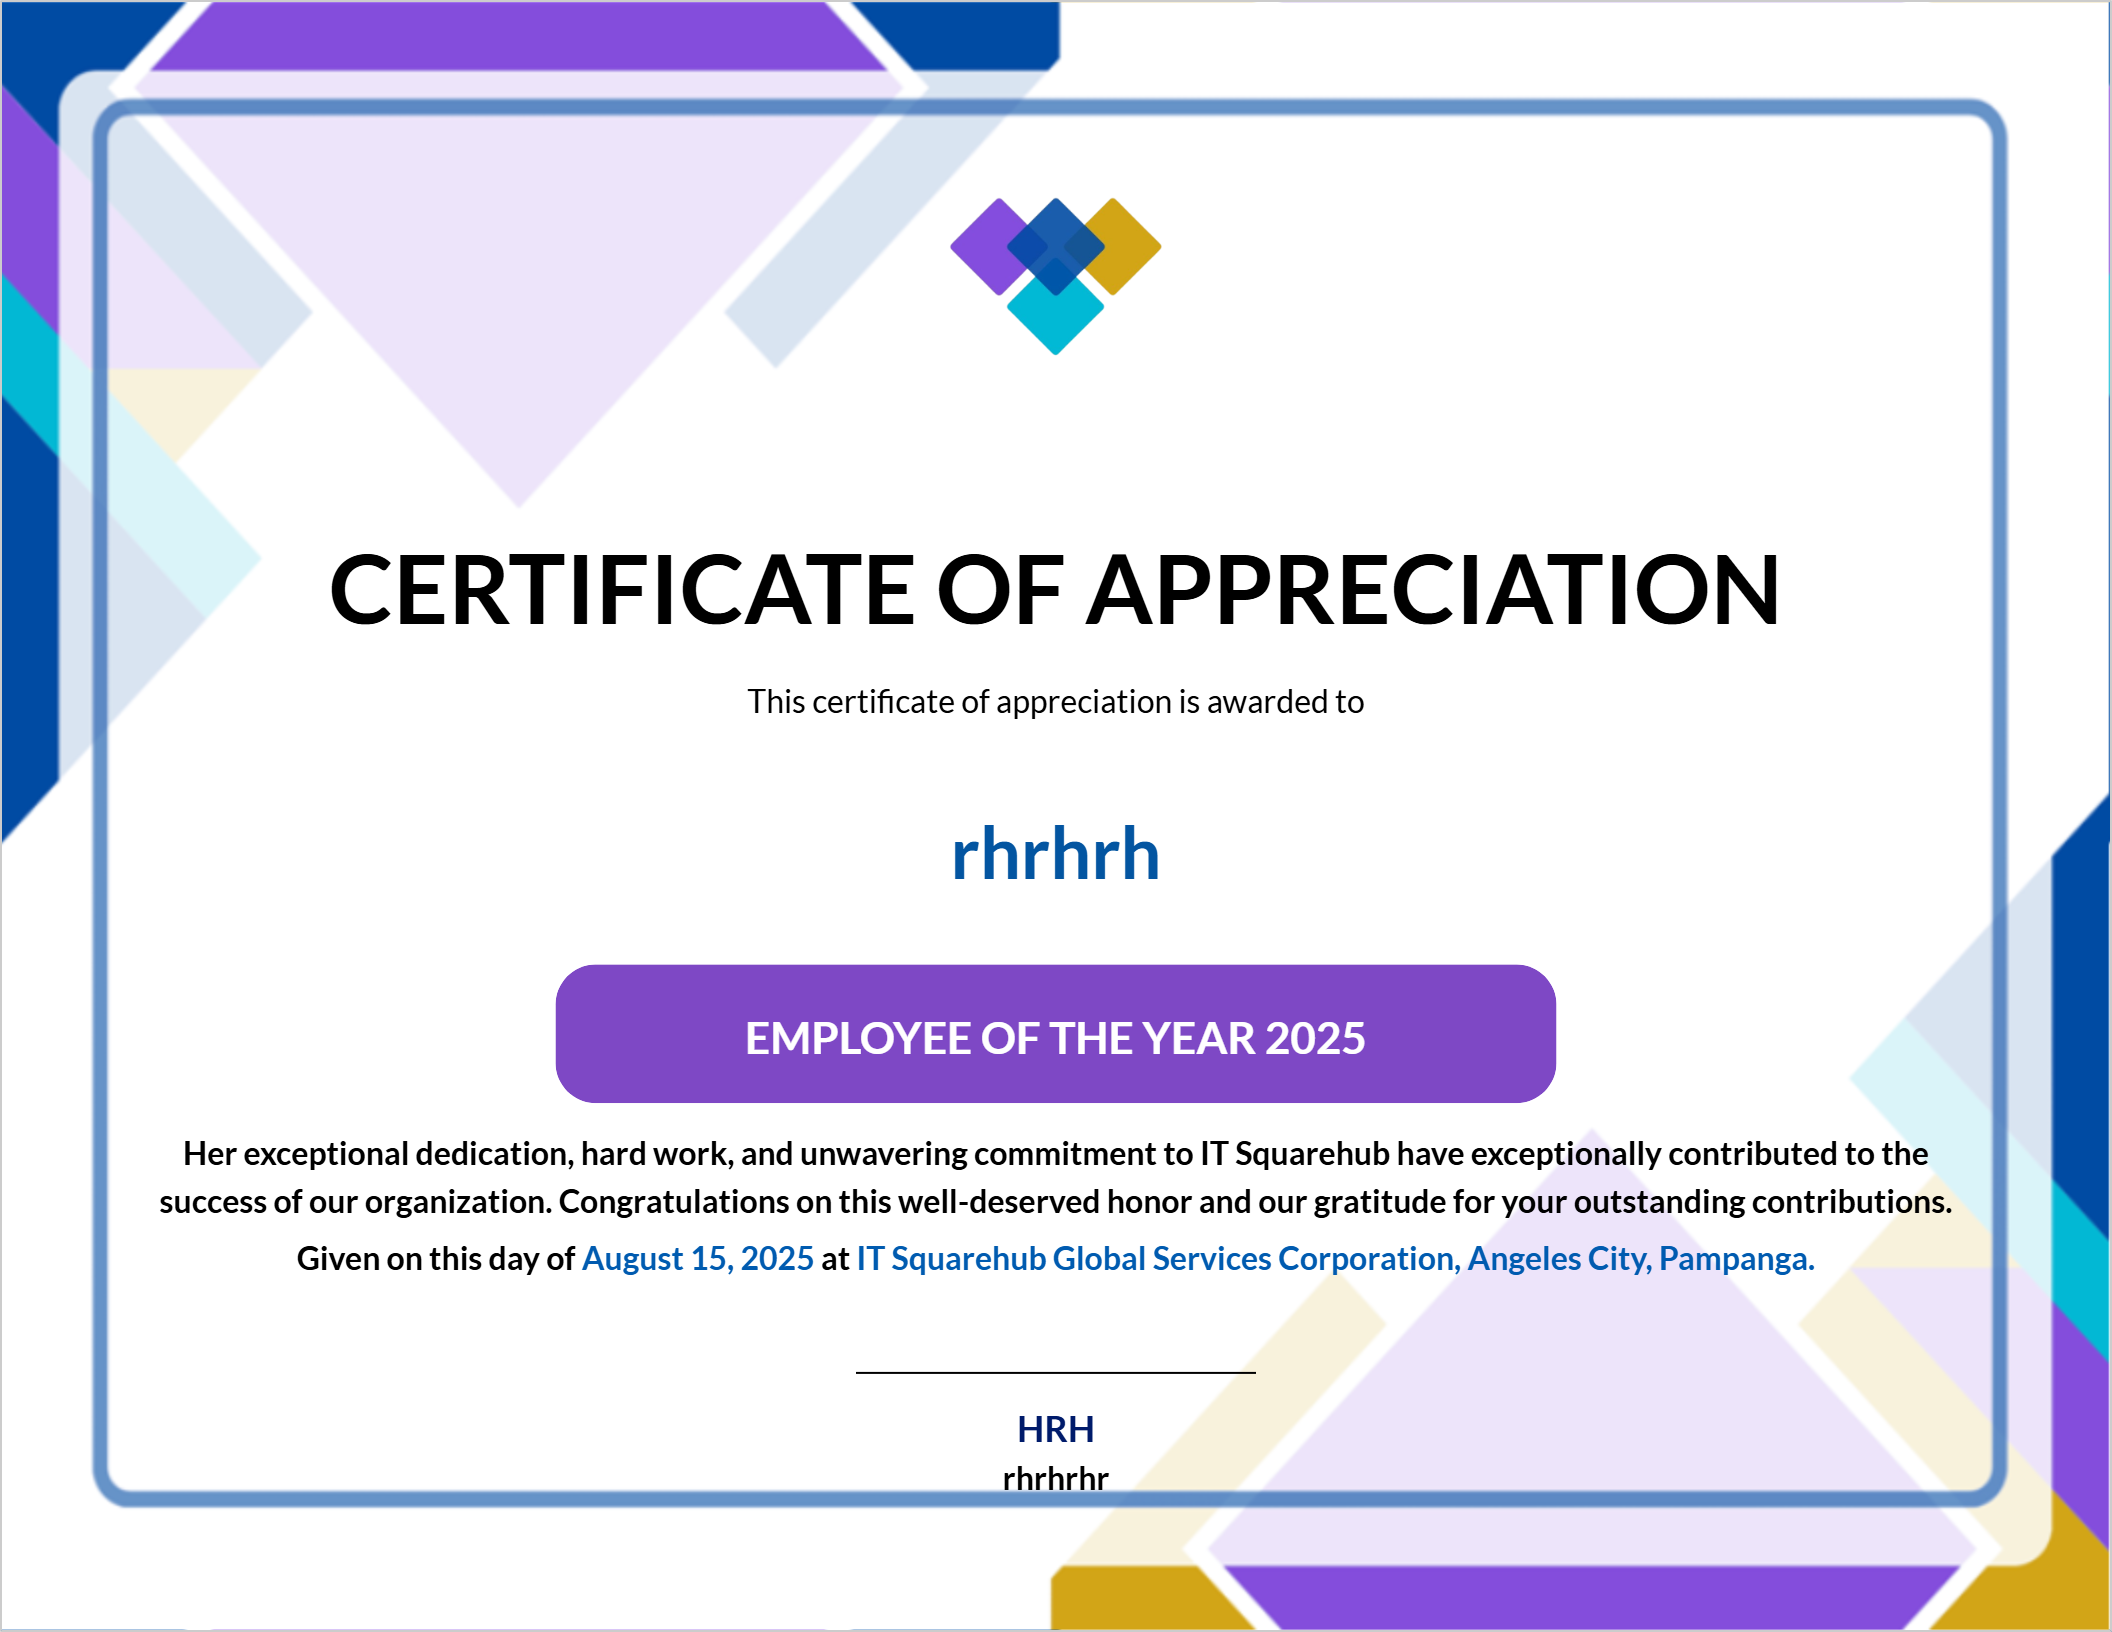 CERTIFICATE OF APPRECIATION
This certificate of appreciation is awarded to
rhrhrh
EMPLOYEE OF THE YEAR 2025
Her exceptional dedication, hard work, and unwavering commitment to IT Squarehub have exceptionally contributed to the
success of our organization. Congratulations on this well-deserved honor and our gratitude for your outstanding contributions.
Given on this day of August 15, 2025 at IT Squarehub Global Services Corporation, Angeles City, Pampanga.
HRH
rhrhrhr